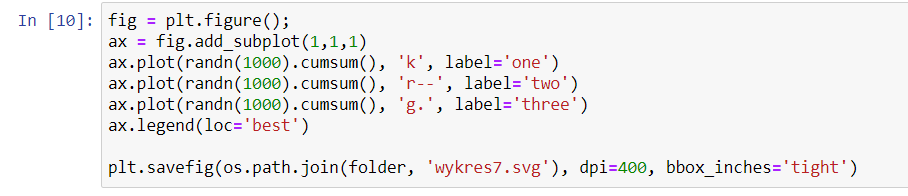 In [10]: fig = plt.figure();
ax = fig.add_subplot(1,1,1)
ax.plot(randn(1000).cumsum(), 'k', label='one')
ax.plot(randn(1000).cumsum(), 'r--', label='two')
ax.plot(randn(1000).cumsum(), 'g.', label='three')
ax.legend(loc='best')
plt.savefig(os.path.join(folder, 'wykres7.svg'), dpi=400, bbox_inches='tight')